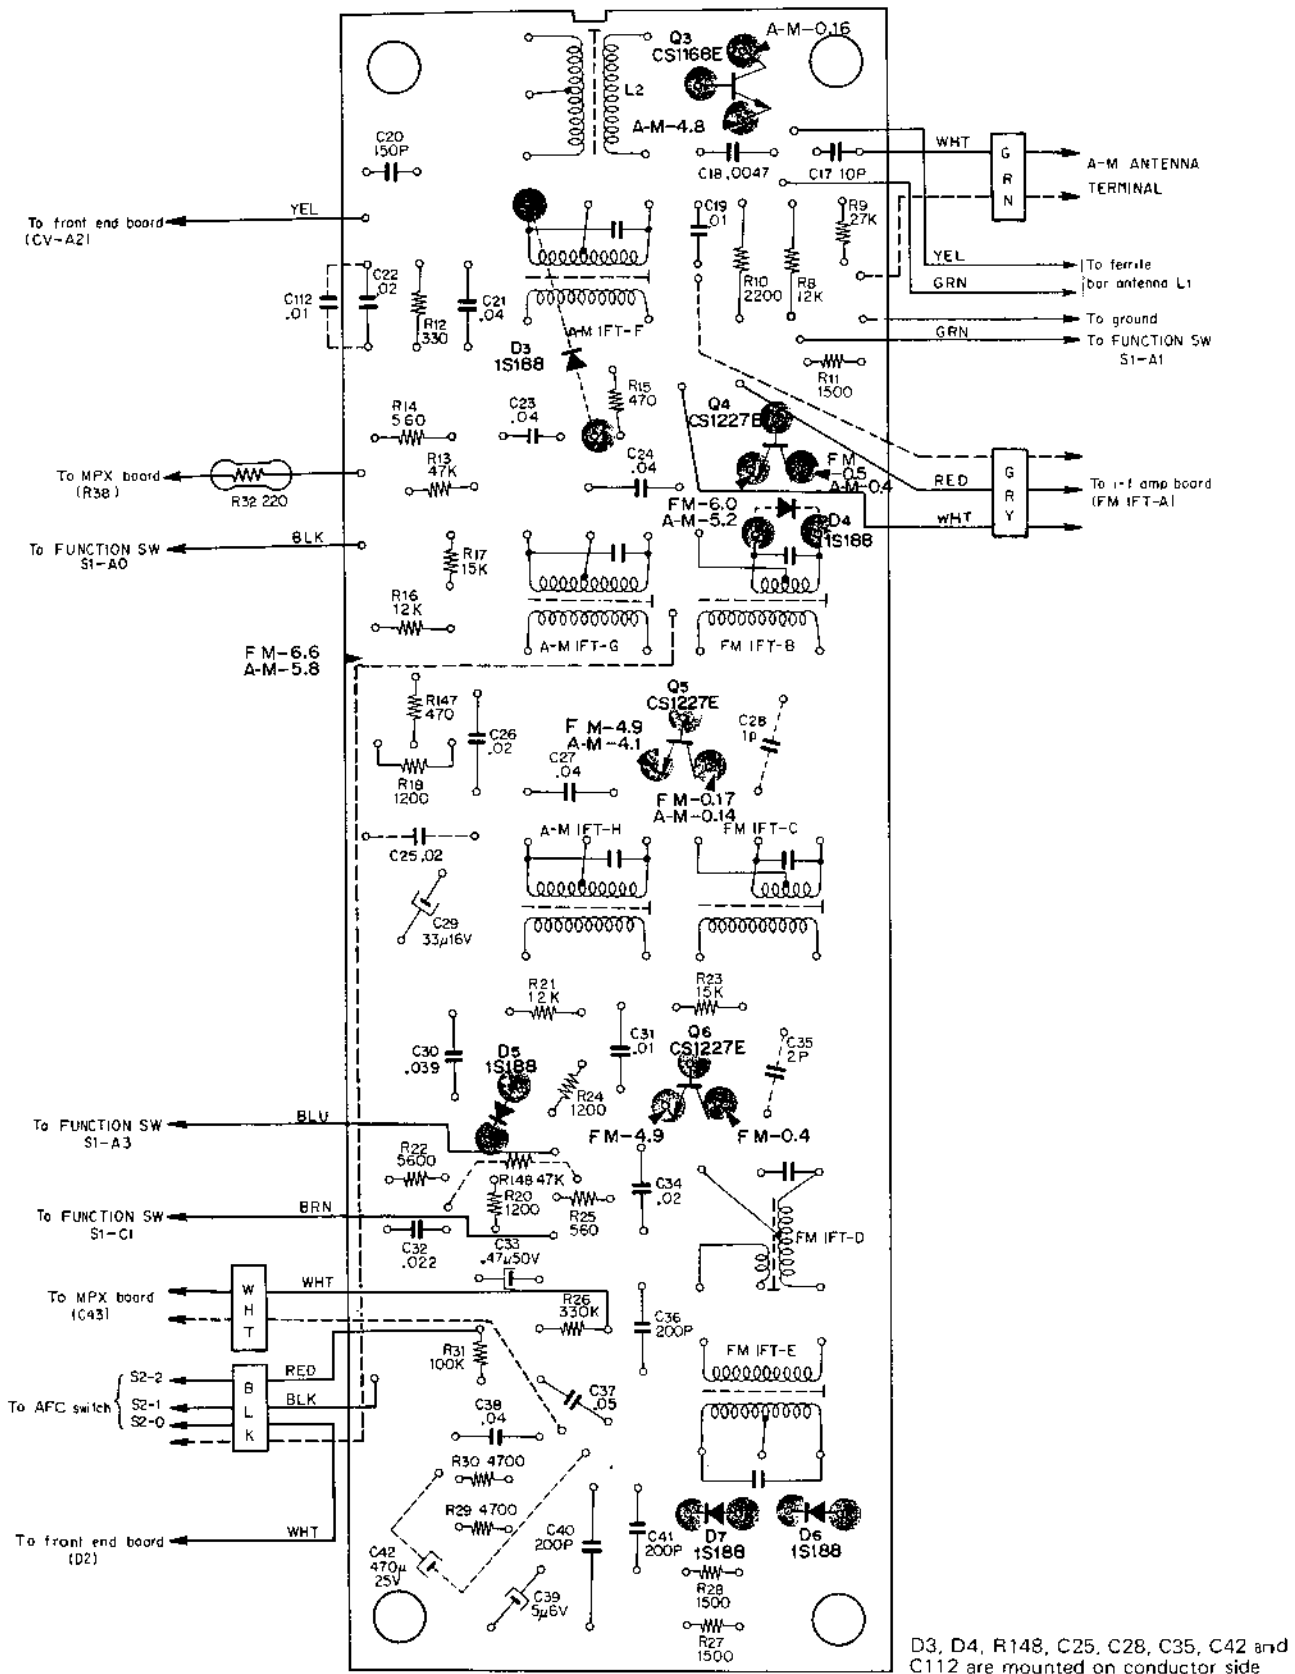 A-M-0.16
Q3
CS1168E
L2
A-M-4.8
C20
150P
C18 .0047
C17 10P
WHT
G
R
N
A-M ANTENNA
TERMINAL
To front end board
(CV-A2)
YEL
C19
.01
R9
27K
YEL
To ferrite
bar antenna L1
GRN
C112
.01
C22
.02
R12
330
C21
.04
A-M IFT-F
R10
2200
R8
12K
To ground
GRN
To FUNCTION SW
S1-A1
D3
1S188
R11
1500
R15
470
R14
560
C23
.04
Q4
CS1227E
To MPX board
(R38)
R32 220
R13
47K
C24
.04
FM
-0.5
A-M-0.4
RED
WHT
G
R
Y
To i-f amp board
(FM IFT-A)
FM-6.0
A-M-5.2
D4
1S188
To FUNCTION SW
S1-A0
BLK
R17
15K
R16
12K
A-M IFT-G
FM IFT-B
FM-6.6
A-M-5.8
R147
470
Q5
CS1227E
C26
.02
FM-4.9
A-M-4.1
C28
1P
R18
1200
C27
.04
FM-0.17
A-M-0.14
C25 .02
A-M IFT-H
FM IFT-C
C29
33μ16V
R21
12K
R23
15K
C30
.039
D5
1S188
C31
.01
Q6
CS1227E
C35
2P
R24
1200
To FUNCTION SW
S1-A3
BLU
FM-4.9
FM-0.4
R22
5600
R148 47K
R20
1200
R25
560
C34
.02
To FUNCTION SW
S1-C1
BRN
C32
.022
C33
.47μ50V
FM IFT-D
To MPX board
(C43)
W
H
T
WHT
R26
330K
C36
200P
R31
100K
FM IFT-E
To AFC switch
S2-2
S2-1
S2-0
B
L
K
RED
BLK
C37
.05
C38
.04
R30 4700
R29 4700
To front end board
(D2)
WHT
C42
470μ
25V
C40
200P
C41
200P
D7
1S188
D6
1S188
C39
5μ6V
R28
1500
R27
1500
D3, D4, R148, C25, C28, C35, C42 and
C112 are mounted on conductor side